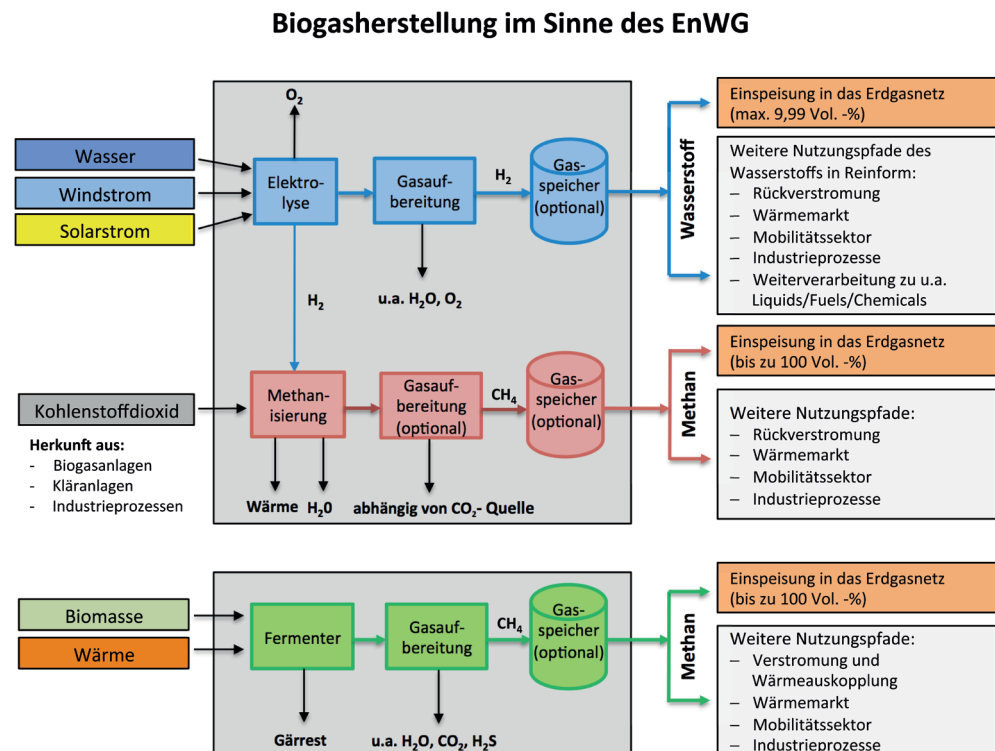 Biogasherstellung im Sinne des EnWG
O₂
Wasser
Windstrom
Solarstrom
Elektro-
lyse
Gasauf-
bereitung
H₂
Gas-
speicher
(optional)
Wasserstoff
Einspeisung in das Erdgasnetz
(max. 9,99 Vol. -%)
Weitere Nutzungspfade des
Wasserstoffs in Reinform:
– Rückverstromung
– Wärmemarkt
– Mobilitätssektor
– Industrieprozesse
– Weiterverarbeitung zu u.a.
Liquids/Fuels/Chemicals
H₂
u.a. H₂O, O₂
Kohlenstoffdioxid
Herkunft aus:
- Biogasanlagen
- Kläranlagen
- Industrieprozessen
Methan-
isierung
Gasauf-
bereitung
(optional)
CH₄
Gas-
speicher
(optional)
Methan
Einspeisung in das Erdgasnetz
(bis zu 100 Vol. -%)
Weitere Nutzungspfade:
– Rückverstromung
– Wärmemarkt
– Mobilitätssektor
– Industrieprozesse
Wärme
H₂0
abhängig von CO₂- Quelle
Biomasse
Wärme
Fermenter
Gasauf-
bereitung
CH₄
Gas-
speicher
(optional)
Methan
Einspeisung in das Erdgasnetz
(bis zu 100 Vol. -%)
Weitere Nutzungspfade:
– Verstromung und
Wärmeauskopplung
– Wärmemarkt
– Mobilitätssektor
– Industrieprozesse
Gärrest
u.a. H₂O, CO₂, H₂S